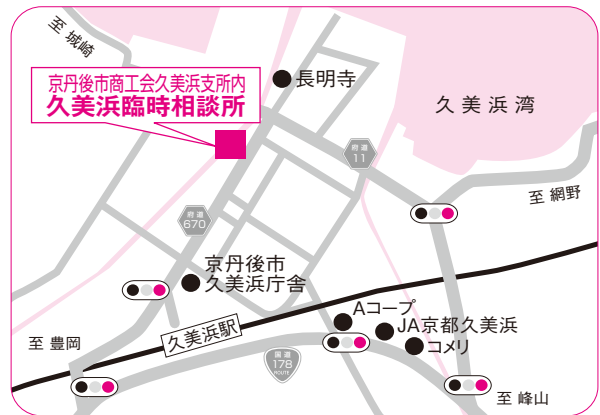 至 城崎
京丹後市商工会久美浜支所内
久美浜臨時相談所
長明寺
久美浜湾
府道
11
至 網野
府道
670
京丹後市
久美浜庁舎
Aコープ
JA京都久美浜
コメリ
久美浜駅
至 豊岡
国道
178
ROUTE
至 峰山